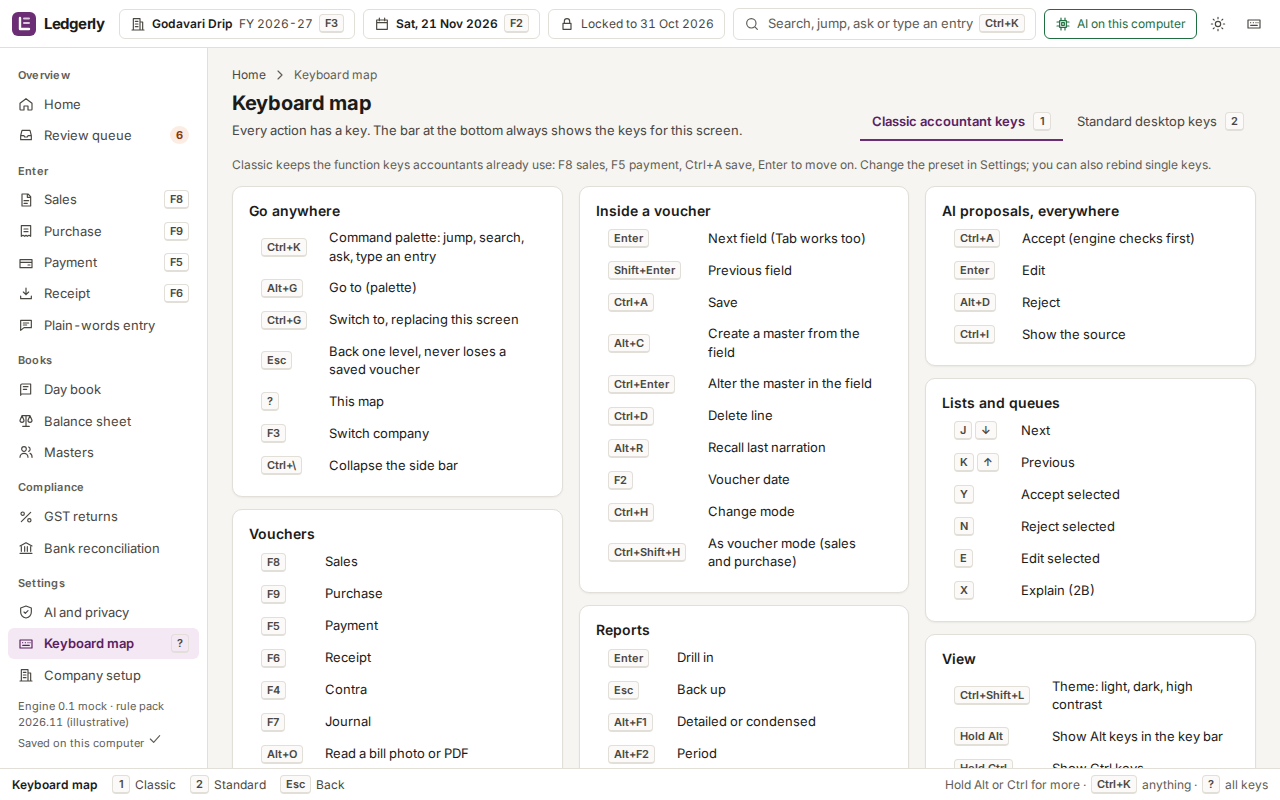 Ledgerly
Godavari Drip FY 2026-27 F3
Sat, 21 Nov 2026 F2
Locked to 31 Oct 2026
Search, jump, ask or type an entry Ctrl+K
AI on this computer
Overview
Home
Review queue 6
Enter
Sales F8
Purchase F9
Payment F5
Receipt F6
Plain-words entry
Books
Day book
Balance sheet
Masters
Compliance
GST returns
Bank reconciliation
Settings
AI and privacy
Keyboard map ?
Company setup
Engine 0.1 mock · rule pack
2026.11 (illustrative)
Saved on this computer
Home > Keyboard map
Keyboard map
Every action has a key. The bar at the bottom always shows the keys for this screen.
Classic accountant keys 1
Standard desktop keys 2
Classic keeps the function keys accountants already use: F8 sales, F5 payment, Ctrl+A save, Enter to move on. Change the preset in Settings; you can also rebind single keys.
Go anywhere
Ctrl+K Command palette: jump, search,
ask, type an entry
Alt+G Go to (palette)
Ctrl+G Switch to, replacing this screen
Esc Back one level, never loses a
saved voucher
? This map
F3 Switch company
Ctrl+\ Collapse the side bar
Vouchers
F8 Sales
F9 Purchase
F5 Payment
F6 Receipt
F4 Contra
F7 Journal
Alt+O Read a bill photo or PDF
Inside a voucher
Enter Next field (Tab works too)
Shift+Enter Previous field
Ctrl+A Save
Alt+C Create a master from the
field
Ctrl+Enter Alter the master in the field
Ctrl+D Delete line
Alt+R Recall last narration
F2 Voucher date
Ctrl+H Change mode
Ctrl+Shift+H As voucher mode (sales
and purchase)
Reports
Enter Drill in
Esc Back up
Alt+F1 Detailed or condensed
Alt+F2 Period
AI proposals, everywhere
Ctrl+A Accept (engine checks first)
Enter Edit
Alt+D Reject
Ctrl+I Show the source
Lists and queues
J ↓ Next
K ↑ Previous
Y Accept selected
N Reject selected
E Edit selected
X Explain (2B)
View
Ctrl+Shift+L Theme: light, dark, high
contrast
Hold Alt Show Alt keys in the key bar
Hold Ctrl Show Ctrl keys
Keyboard map 1 Classic 2 Standard Esc Back
Hold Alt or Ctrl for more · Ctrl+K anything · ? all keys